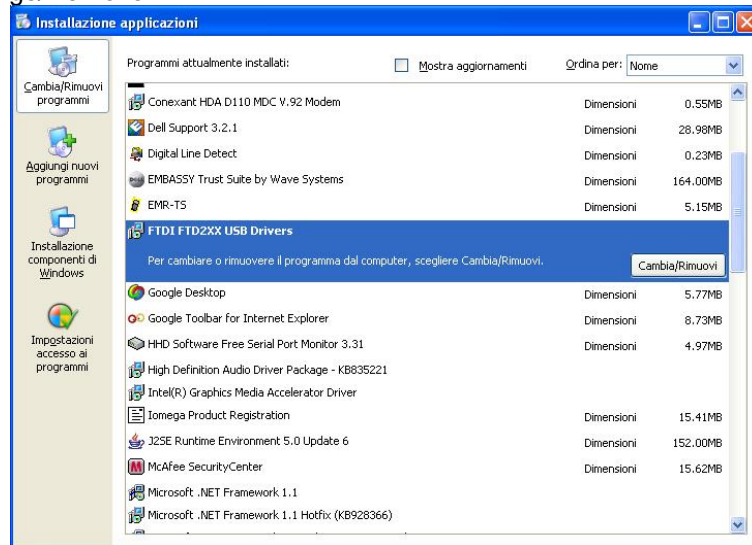 Installazione applicazioni
Programmi attualmente installati: Mostra aggiornamenti Ordina per: Nome
Cambia/Rimuovi
programmi
Aggiungi nuovi
programmi
Installazione
componenti di
Windows
Impostazioni
accesso ai
programmi
Conexant HDA D110 MDC V.92 Modem Dimensioni 0.55MB
Dell Support 3.2.1 Dimensioni 28.98MB
Digital Line Detect Dimensioni 0.23MB
EMBASSY Trust Suite by Wave Systems Dimensioni 164.00MB
EMR-TS Dimensioni 5.15MB
FTDI FTD2XX USB Drivers
Per cambiare o rimuovere il programma dal computer, scegliere Cambia/Rimuovi. Cambia/Rimuovi
Google Desktop Dimensioni 5.77MB
Google Toolbar for Internet Explorer Dimensioni 8.73MB
HHD Software Free Serial Port Monitor 3.31 Dimensioni 4.97MB
High Definition Audio Driver Package - KB835221
Intel(R) Graphics Media Accelerator Driver
Iomega Product Registration Dimensioni 15.41MB
J2SE Runtime Environment 5.0 Update 6 Dimensioni 152.00MB
McAfee SecurityCenter Dimensioni 15.62MB
Microsoft .NET Framework 1.1
Microsoft .NET Framework 1.1 Hotfix (KB928366)